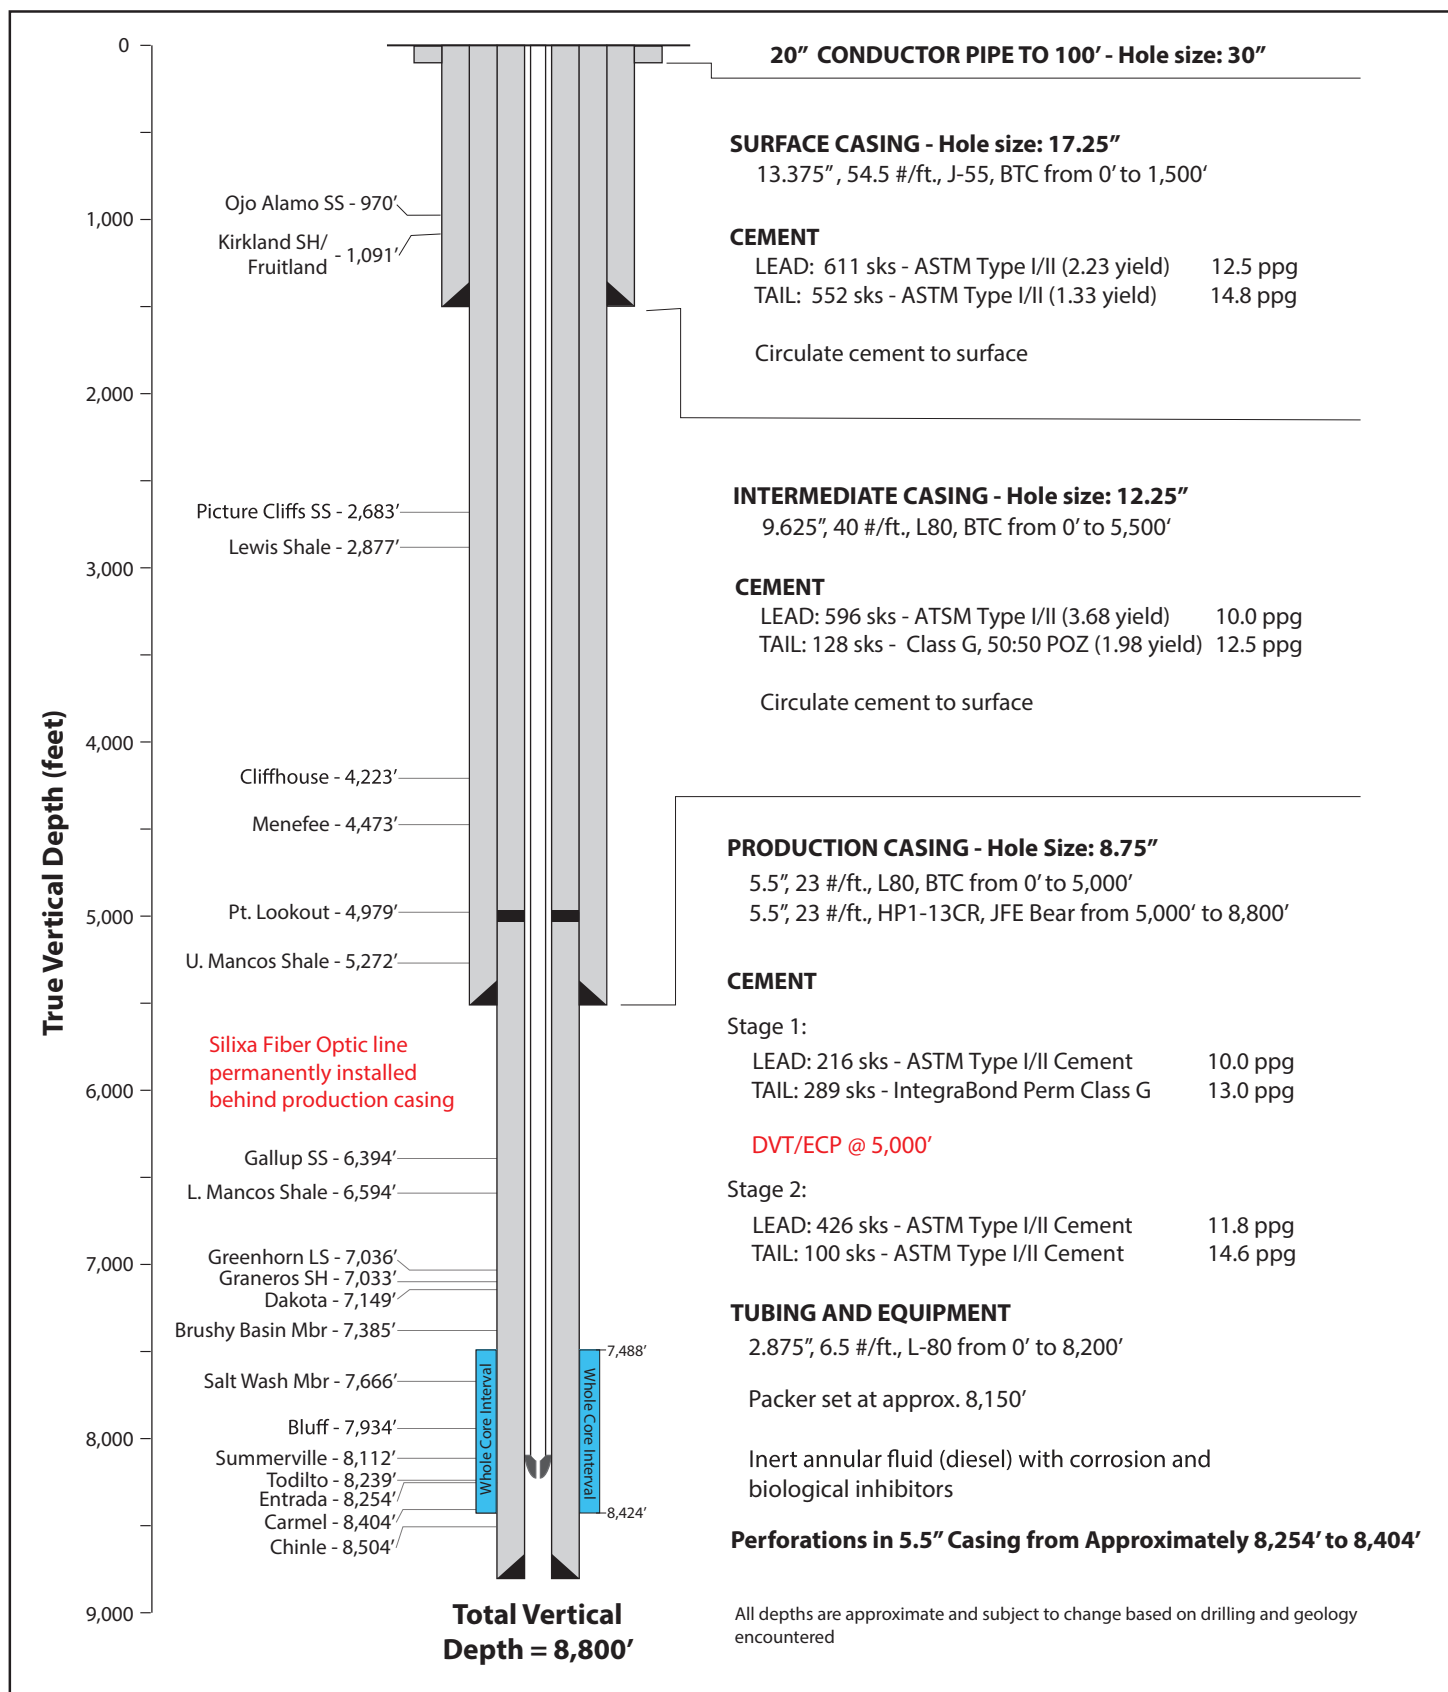 True Vertical Depth (feet)
0
1,000
2,000
3,000
4,000
5,000
6,000
7,000
8,000
9,000
Ojo Alamo SS - 970’
Kirkland SH/
Fruitland
- 1,091’
Picture Cliffs SS - 2,683’
Lewis Shale - 2,877’
Cliffhouse - 4,223’
Menefee - 4,473’
Pt. Lookout - 4,979’
U. Mancos Shale - 5,272’
Silixa Fiber Optic line
permanently installed
behind production casing
Gallup SS - 6,394’
L. Mancos Shale - 6,594’
Greenhorn LS - 7,036’
Graneros SH - 7,033’
Dakota - 7,149’
Brushy Basin Mbr - 7,385’
Salt Wash Mbr - 7,666’
Bluff - 7,934’
Summerville - 8,112’
Todilto - 8,239’
Entrada - 8,254’
Carmel - 8,404’
Chinle - 8,504’
Whole Core Interval
Whole Core Interval
7,488’
8,424’
Total Vertical
Depth = 8,800’
20” CONDUCTOR PIPE TO 100’ - Hole size: 30”
SURFACE CASING - Hole size: 17.25”
13.375” , 54.5 #/ft., J-55, BTC from 0’ to 1,500‘
CEMENT
LEAD: 611 sks - ASTM Type I/II (2.23 yield) 12.5 ppg
TAIL: 552 sks - ASTM Type I/II (1.33 yield) 14.8 ppg
Circulate cement to surface
INTERMEDIATE CASING - Hole size: 12.25”
9.625”, 40 #/ft., L80, BTC from 0’ to 5,500‘
CEMENT
LEAD: 596 sks - ATSM Type I/II (3.68 yield) 10.0 ppg
TAIL: 128 sks - Class G, 50:50 POZ (1.98 yield) 12.5 ppg
Circulate cement to surface
PRODUCTION CASING - Hole Size: 8.75”
5.5”, 23 #/ft., L80, BTC from 0’ to 5,000’
5.5”, 23 #/ft., HP1-13CR, JFE Bear from 5,000‘ to 8,800’
CEMENT
Stage 1:
LEAD: 216 sks - ASTM Type I/II Cement 10.0 ppg
TAIL: 289 sks - IntegraBond Perm Class G 13.0 ppg
DVT/ECP @ 5,000’
Stage 2:
LEAD: 426 sks - ASTM Type I/II Cement 11.8 ppg
TAIL: 100 sks - ASTM Type I/II Cement 14.6 ppg
TUBING AND EQUIPMENT
2.875”, 6.5 #/ft., L-80 from 0’ to 8,200’
Packer set at approx. 8,150’
Inert annular fluid (diesel) with corrosion and
biological inhibitors
Perforations in 5.5” Casing from Approximately 8,254’ to 8,404’
All depths are approximate and subject to change based on drilling and geology
encountered